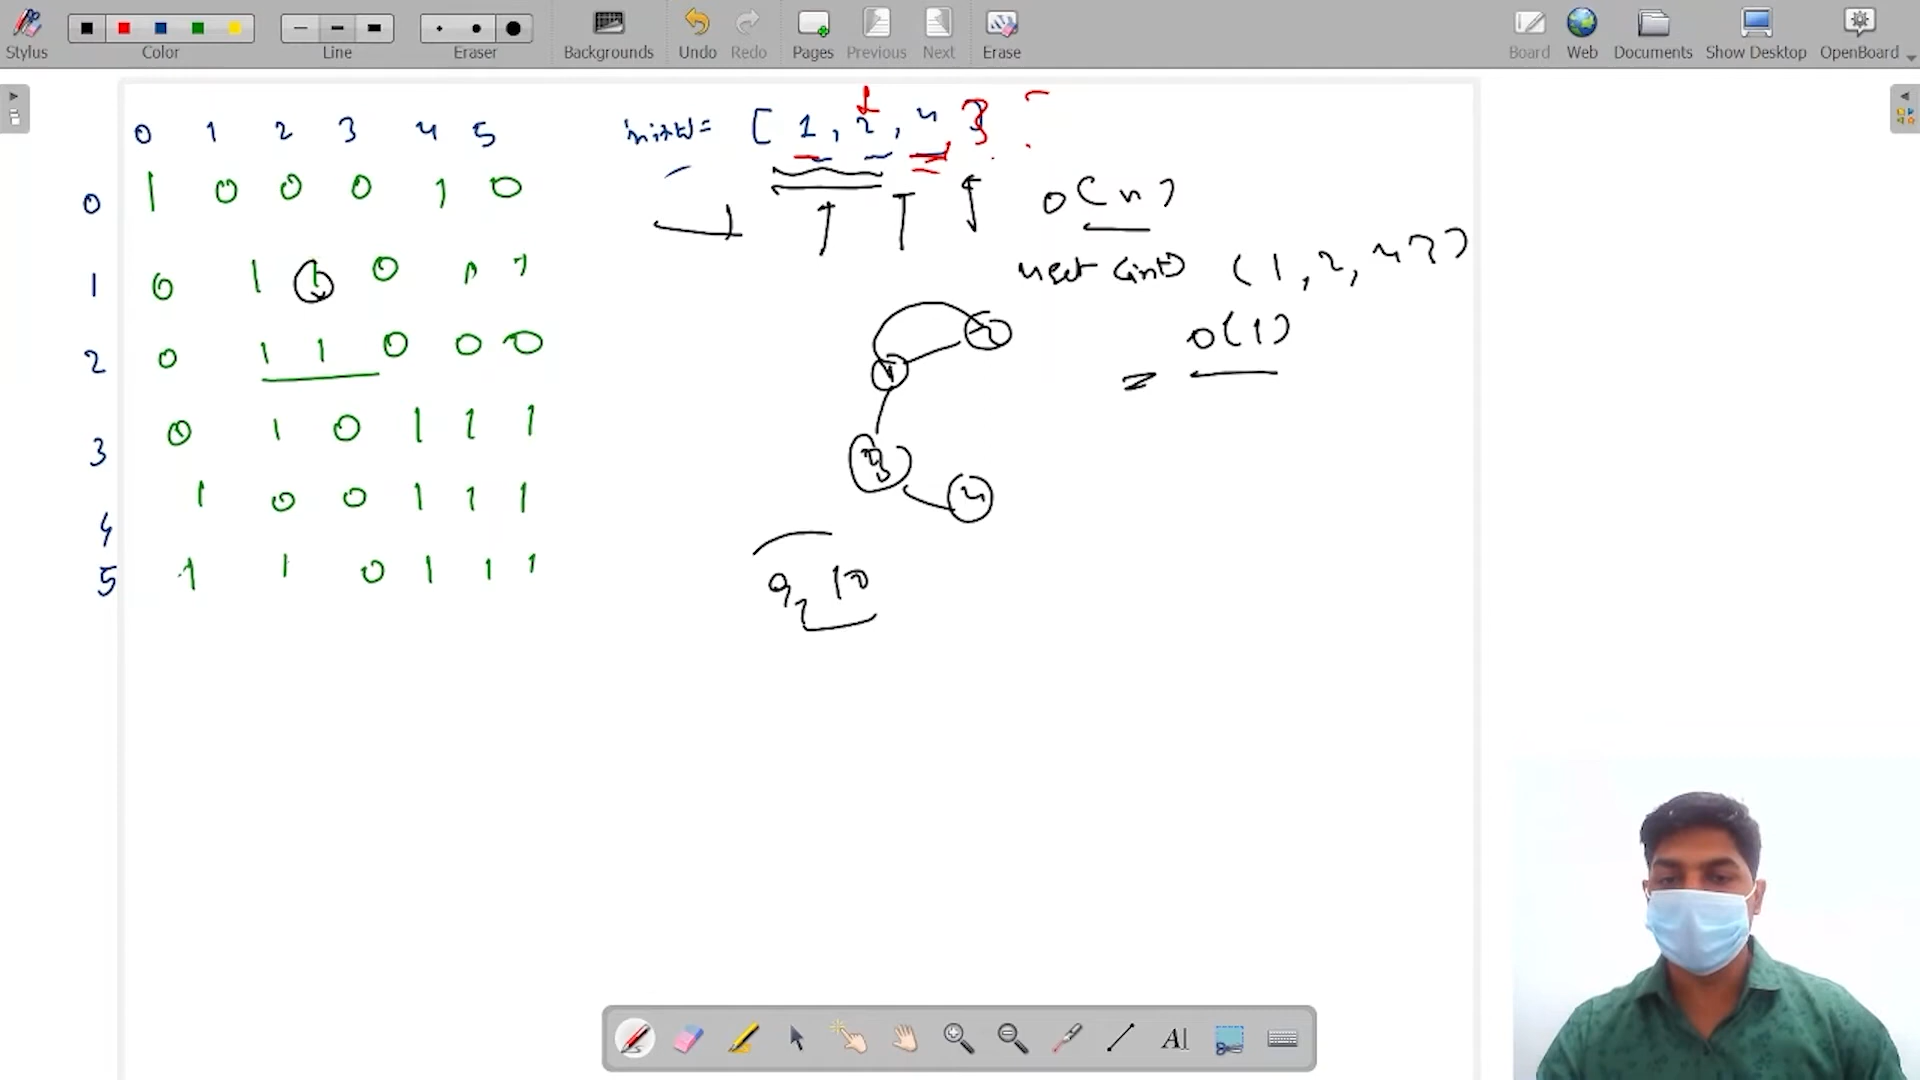 Stylus Color Line Eraser Backgrounds Undo Redo Pages Previous Next Erase Board Web Documents Show Desktop OpenBoard
0 1 2 3 4 5
= [ 1, 2, 4 ]
0 1 0 0 0 1 0
O(n)
1 0 1 1 0 1 1
uset <int> (1, 2, 4
2 0 1 1 0 0 0
O(1)
3 0 1 0 1 1 1
4 1 0 0 1 1 1
5 1 1 0 1 1 1
9, 10